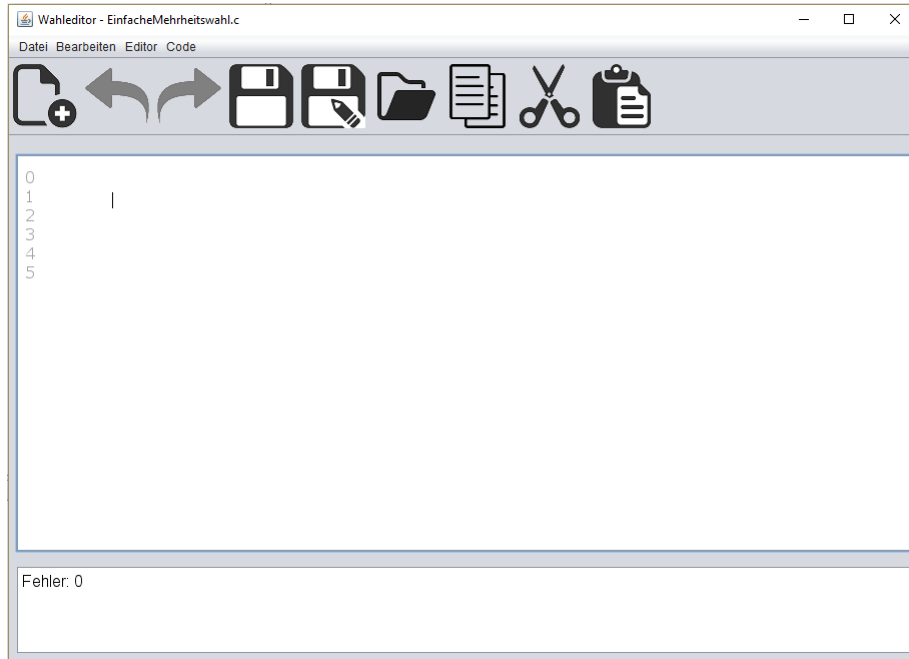 Wahleditor - EinfacheMehrheitswahl.c
Datei Bearbeiten Editor Code
0
1
2
3
4
5
Fehler: 0